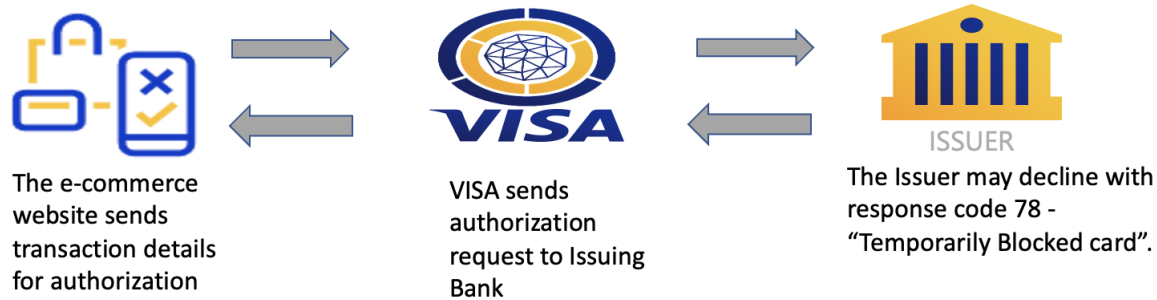 The e-commerce
website sends
transaction details
for authorization
VISA
VISA sends
authorization
request to Issuing
Bank
ISSUER
The Issuer may decline with
response code 78 -
“Temporarily Blocked card”.